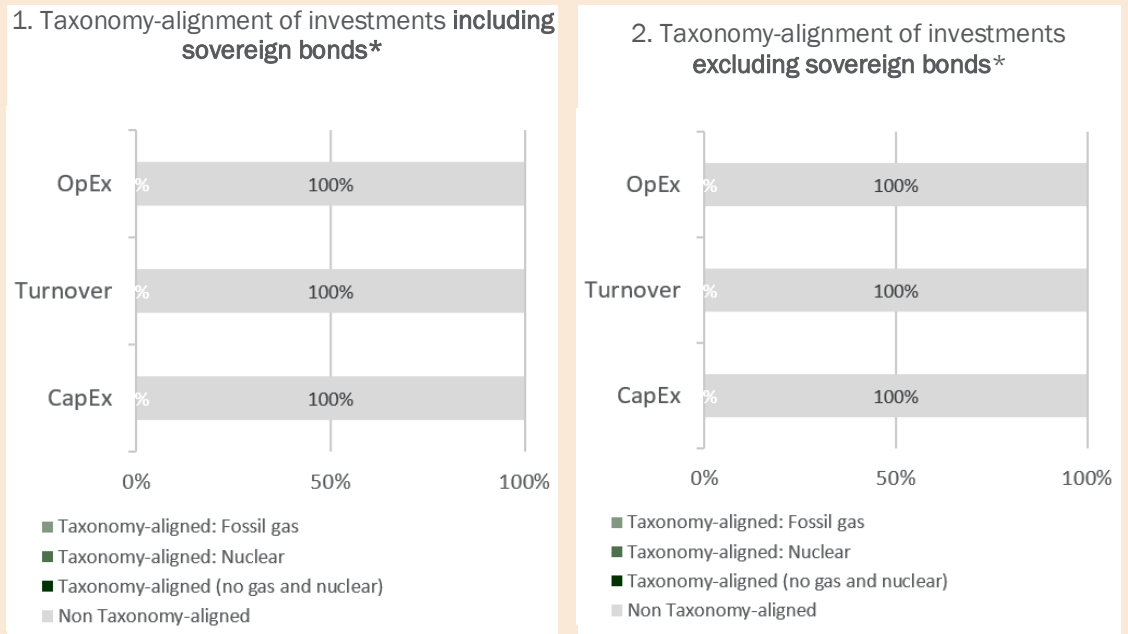 1. Taxonomy-alignment of investments including
sovereign bonds*
OpEx
%
100%
Turnover
%
100%
CapEx
%
100%
0%
50%
100%
Taxonomy-aligned: Fossil gas
Taxonomy-aligned: Nuclear
Taxonomy-aligned (no gas and nuclear)
Non Taxonomy-aligned
2. Taxonomy-alignment of investments
excluding sovereign bonds*
OpEx
%
100%
Turnover
%
100%
CapEx
%
100%
0%
50%
100%
Taxonomy-aligned: Fossil gas
Taxonomy-aligned: Nuclear
Taxonomy-aligned (no gas and nuclear)
Non Taxonomy-aligned